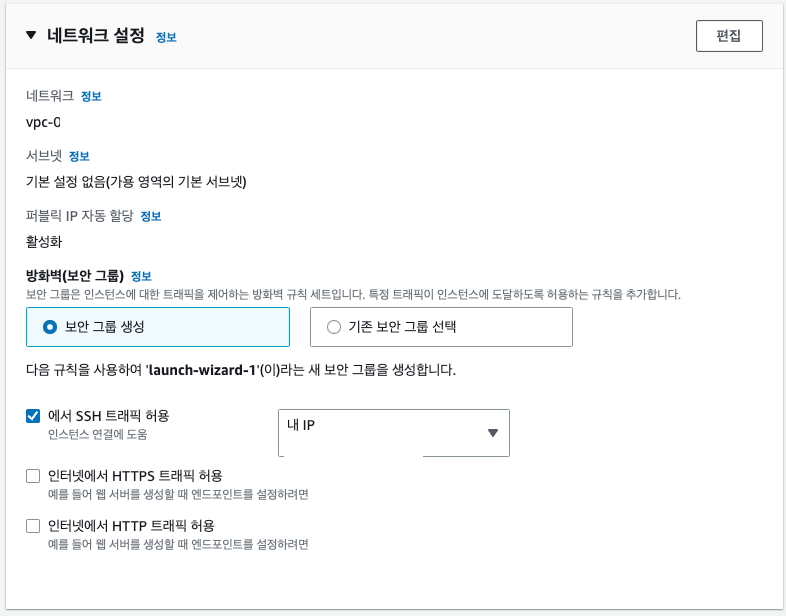 네트워크 설정 정보
편집
네트워크 정보
vpc-0
서브넷 정보
기본 설정 없음(가용 영역의 기본 서브넷)
퍼블릭 IP 자동 할당 정보
활성화
방화벽(보안 그룹) 정보
보안 그룹은 인스턴스에 대한 트래픽을 제어하는 방화벽 규칙 세트입니다. 특정 트래픽이 인스턴스에 도달하도록 허용하는 규칙을 추가합니다.
보안 그룹 생성
기존 보안 그룹 선택
다음 규칙을 사용하여 'launch-wizard-1'(이)라는 새 보안 그룹을 생성합니다.
에서 SSH 트래픽 허용
인스턴스 연결에 도움
내 IP
인터넷에서 HTTPS 트래픽 허용
예를 들어 웹 서버를 생성할 때 엔드포인트를 설정하려면
인터넷에서 HTTP 트래픽 허용
예를 들어 웹 서버를 생성할 때 엔드포인트를 설정하려면